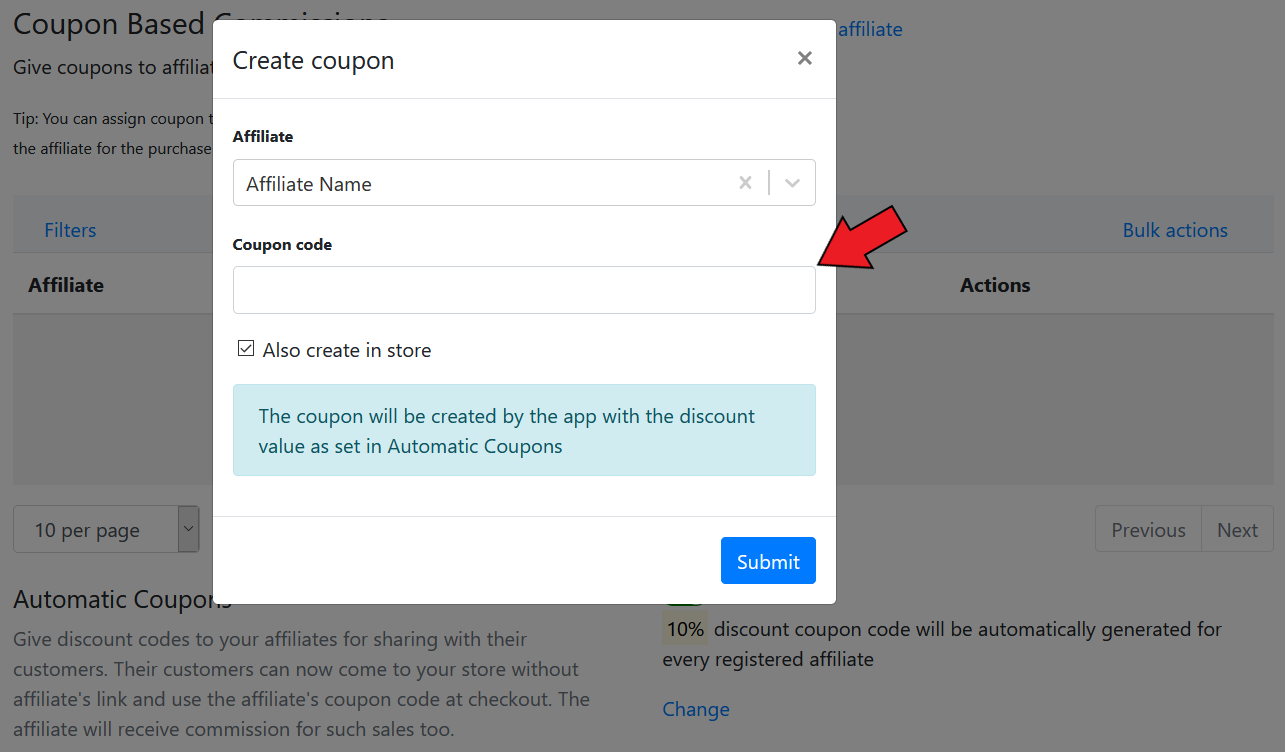 Coupon Based
affiliate
Give coupons to affiliat
Tip: You can assign coupon t
the affiliate for the purchase
Create coupon
×
Affiliate
Affiliate Name
Coupon code
Also create in store
The coupon will be created by the app with the discount
value as set in Automatic Coupons
Submit
Filters
Bulk actions
Affiliate
Actions
10 per page
Previous
Next
Automatic Coupons
Give discount codes to your affiliates for sharing with their
customers. Their customers can now come to your store without
affiliate's link and use the affiliate's coupon code at checkout. The
affiliate will receive commission for such sales too.
10% discount coupon code will be automatically generated for
every registered affiliate
Change